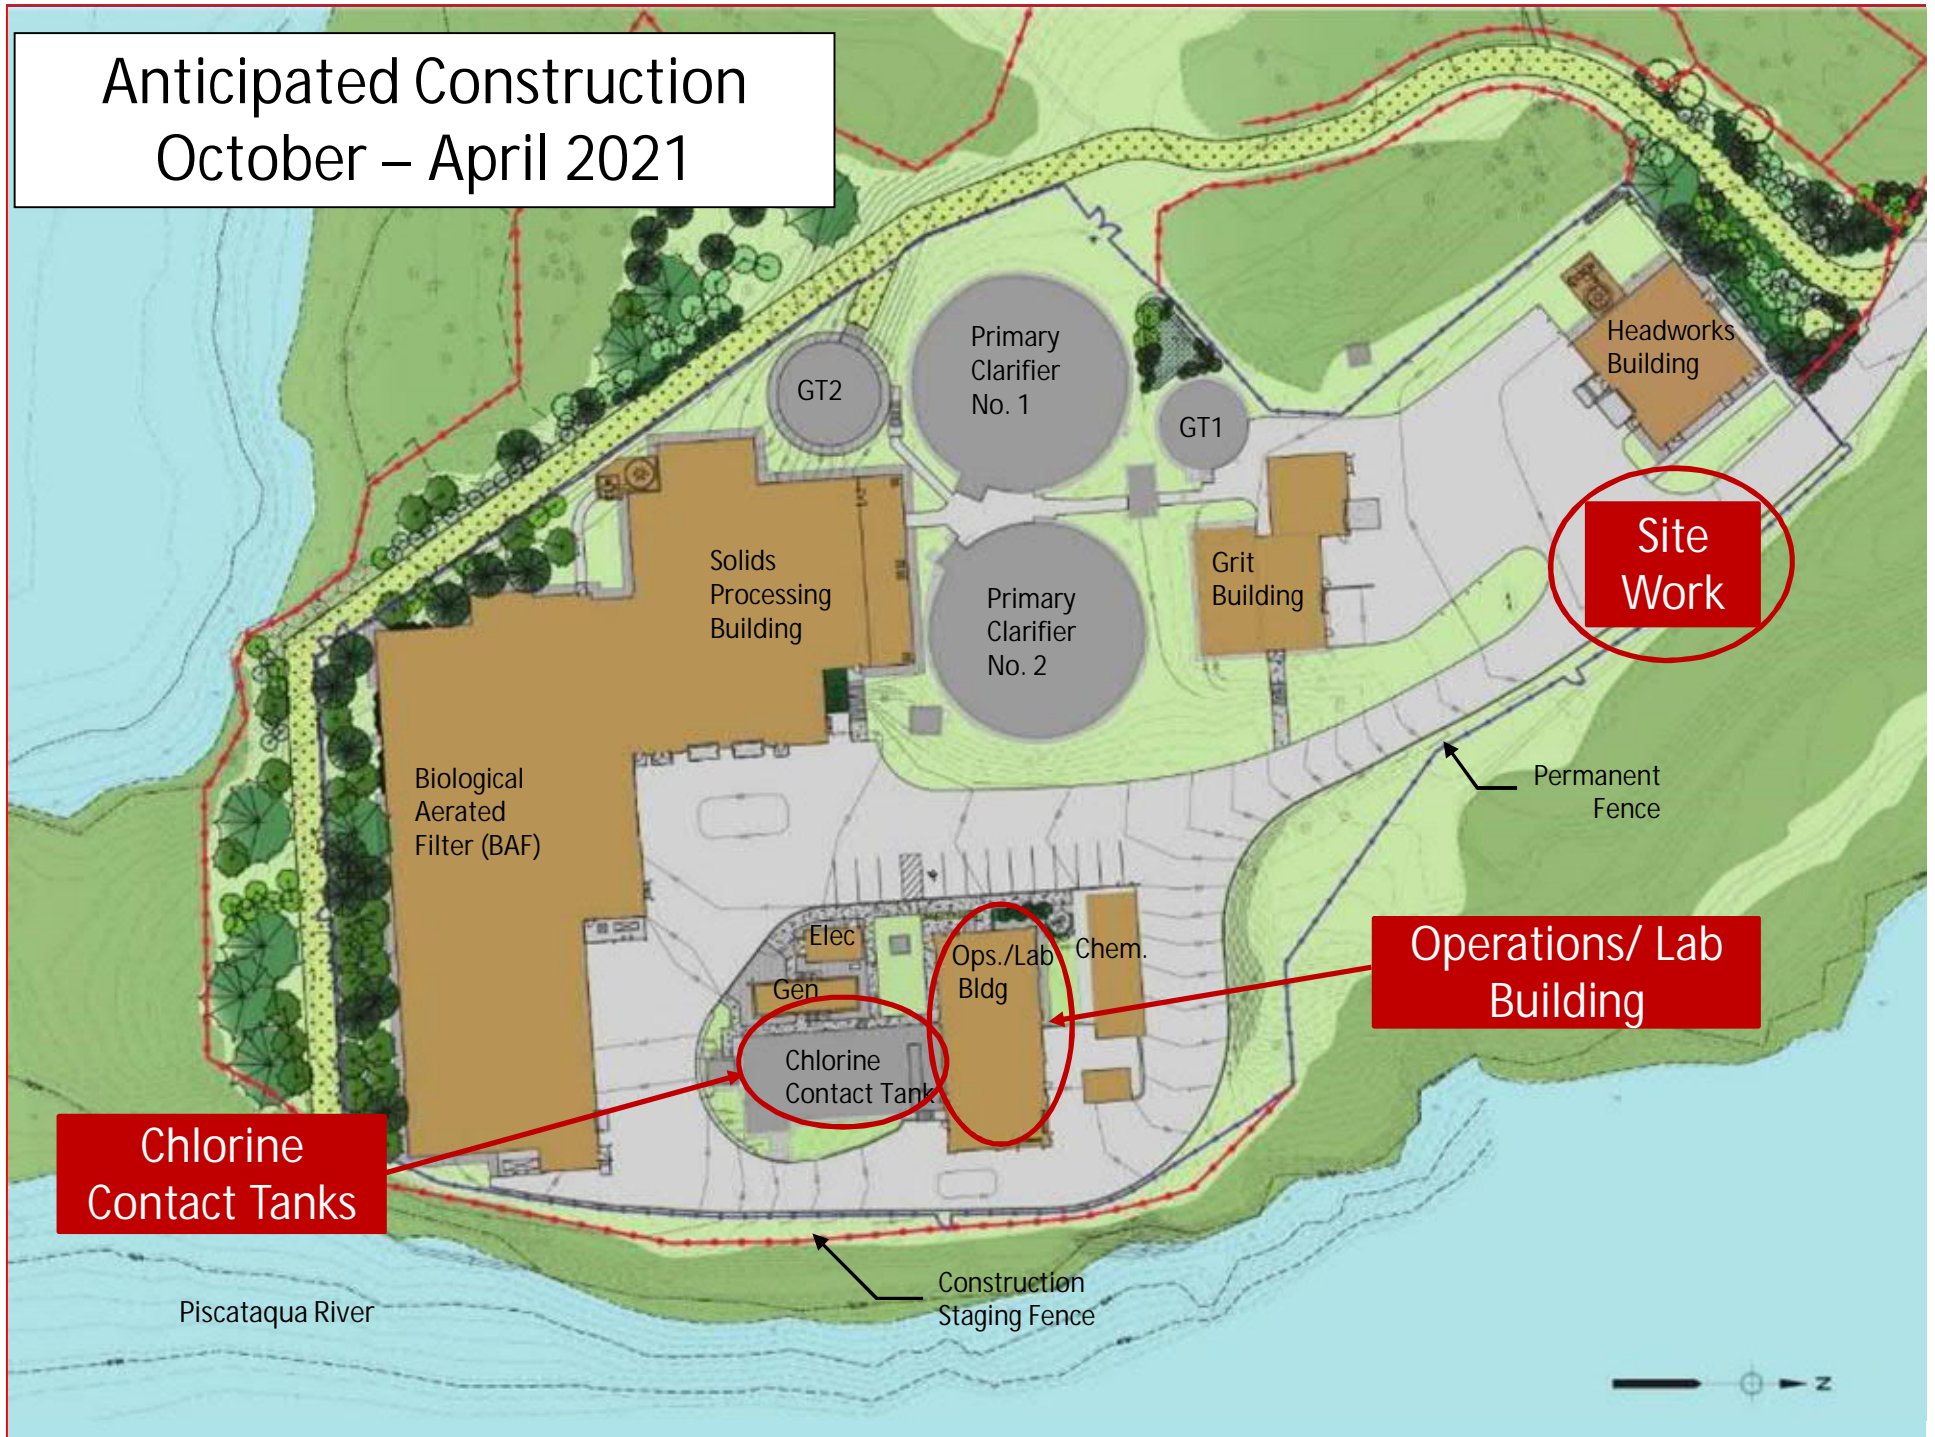 Anticipated Construction
October – April 2021
Primary
Clarifier
No. 1
GT2
GT1
Headworks
Building
Solids
Processing
Building
Primary
Clarifier
No. 2
Grit
Building
Site
Work
Permanent
Fence
Biological
Aerated
Filter (BAF)
Elec
Gen
Ops./Lab
Bldg
Chem.
Operations/ Lab
Building
Chlorine
Contact Tank
Chlorine
Contact Tanks
Construction
Staging Fence
Piscataqua River
N